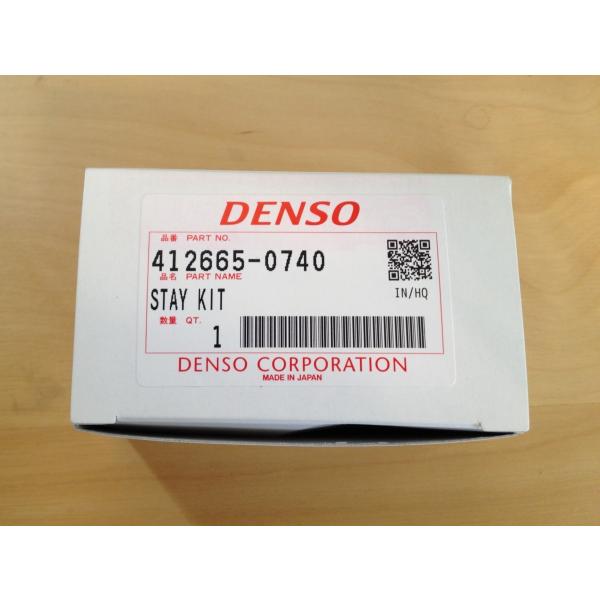 DENSO
品番 PART NO.
412665-0740
品名 PART NAME
STAY KIT
IN/HQ
数量 QT.
1
DENSO CORPORATION
MADE IN JAPAN